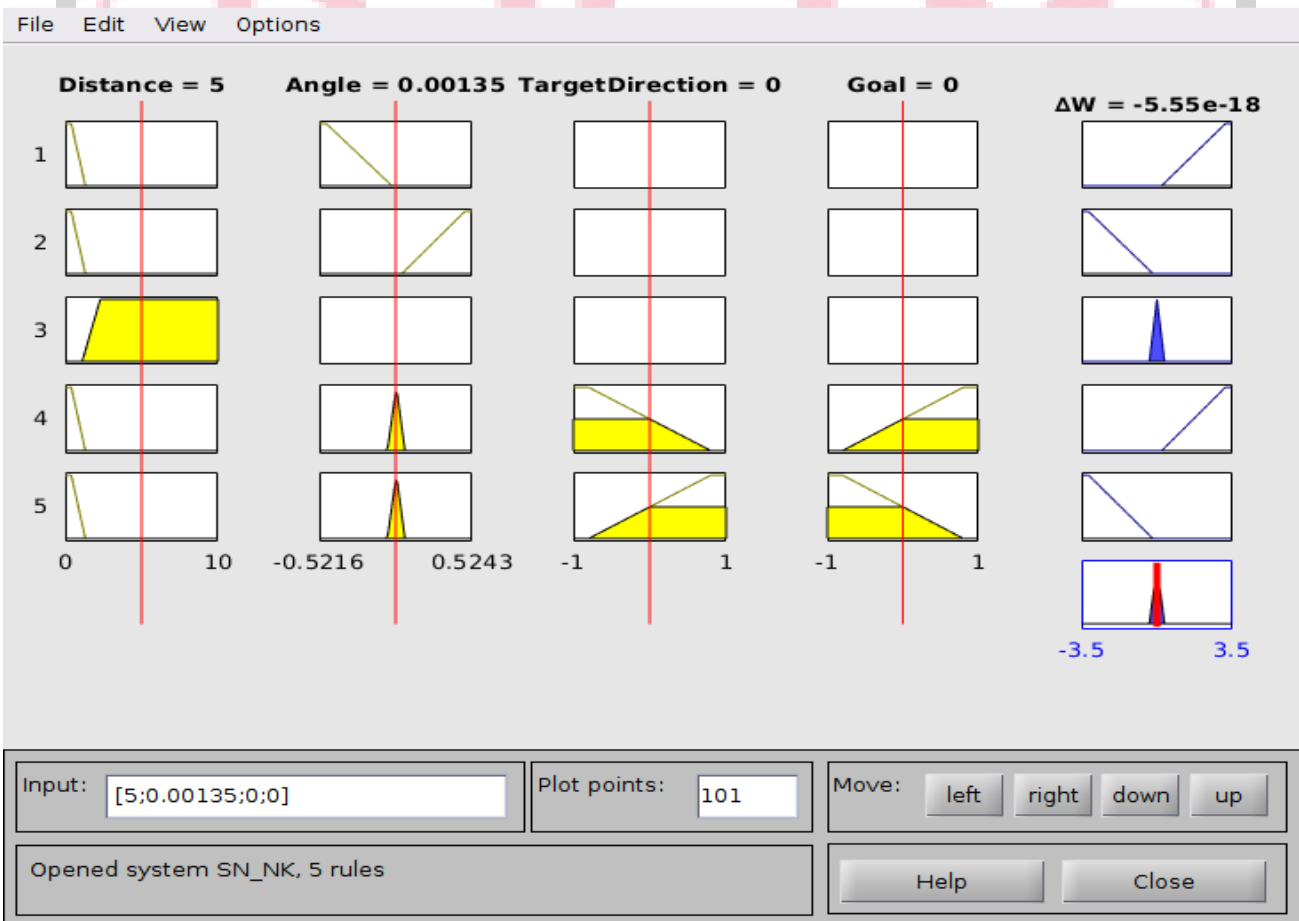 File Edit View Options
Distance = 5 Angle = 0.00135 TargetDirection = 0 Goal = 0
ΔW = -5.55e-18
1
2
3
4
5
0 10 -0.5216 0.5243 -1 1 -1 1
-3.5 3.5
Input: [5;0.00135;0;0] Plot points: 101 Move: left right down up
Opened system SN_NK, 5 rules
Help Close